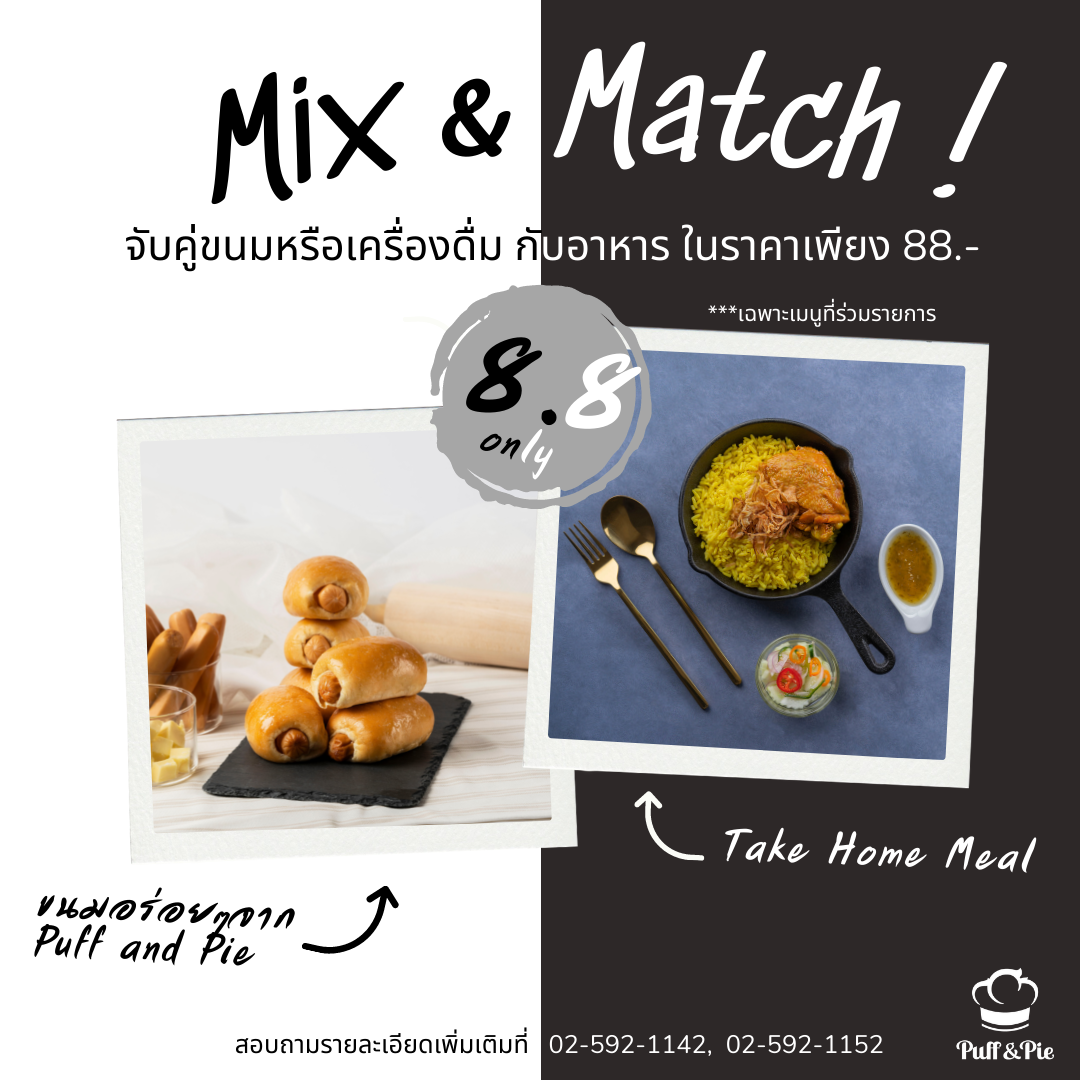 Mix & Match !
จับคู่ขนมหรือเครื่องดื่ม กับอาหาร ในราคาเพียง 88.-
***เฉพาะเมนูที่ร่วมรายการ
8.8
only
Take Home Meal
ขนมอร่อยๆจาก
Puff and Pie
สอบถามรายละเอียดเพิ่มเติมที่ 02-592-1142, 02-592-1152
Puff & Pie